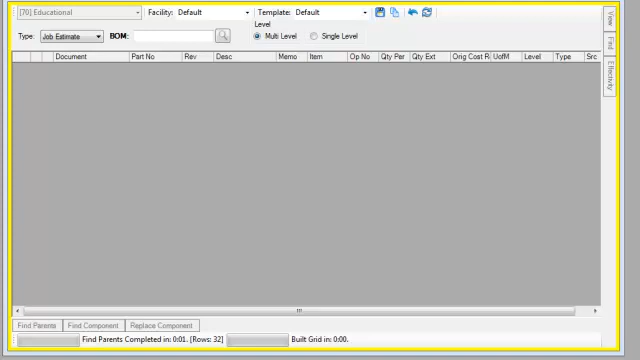 [70] Educational Facility: Default Template: Default
Level
Type: Job Estimate BOM: Multi Level Single Level
Document Part No Rev Desc Memo Item Op No Qty Per Qty Ext Orig Cost R UofM Level Type Src
View
Find
Effectivity
Find Parents Find Component Replace Component
Find Parents Completed in: 0:01. [Rows: 32] Built Grid in: 0:00.